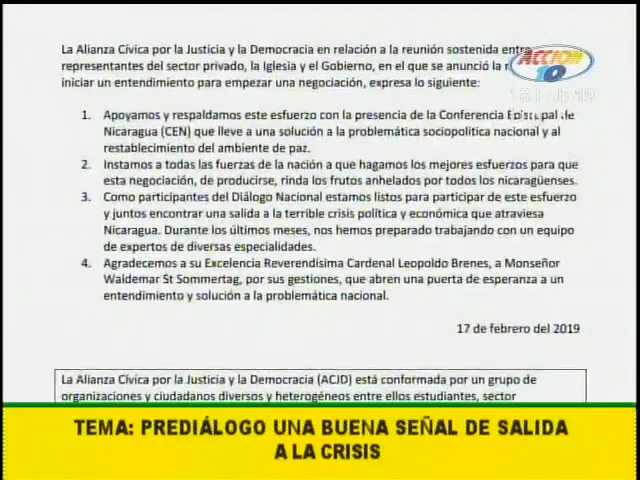 La Alianza Cívica por la Justicia y la Democracia en relación a la reunión sostenida entre
representantes del sector privado, la Iglesia y el Gobierno, en el que se anunció la
iniciar un entendimiento para empezar una negociación, expresa lo siguiente:
ACCION
10
1. Apoyamos y respaldamos este esfuerzo con la presencia de la Conferencia Episcopal de
Nicaragua (CEN) que lleve a una solución a la problemática sociopolítica nacional y al
restablecimiento del ambiente de paz.
2. Instamos a todas las fuerzas de la nación a que hagamos los mejores esfuerzos para que
esta negociación, de producirse, rinda los frutos anhelados por todos los nicaragüenses.
3. Como participantes del Diálogo Nacional estamos listos para participar de este esfuerzo
y juntos encontrar una salida a la terrible crisis política y económica que atraviesa
Nicaragua. Durante los últimos meses, nos hemos preparado trabajando con un equipo
de expertos de diversas especialidades.
4. Agradecemos a su Excelencia Reverendísima Cardenal Leopoldo Brenes, a Monseñor
Waldemar St Sommertag, por sus gestiones, que abren una puerta de esperanza a un
entendimiento y solución a la problemática nacional.
17 de febrero del 2019
La Alianza Cívica por la Justicia y la Democracia (ACJD) está conformada por un grupo de
organizaciones y ciudadanos diversos y heterogéneos entre ellos estudiantes, sector
TEMA: PREDIÁLOGO UNA BUENA SEÑAL DE SALIDA
A LA CRISIS